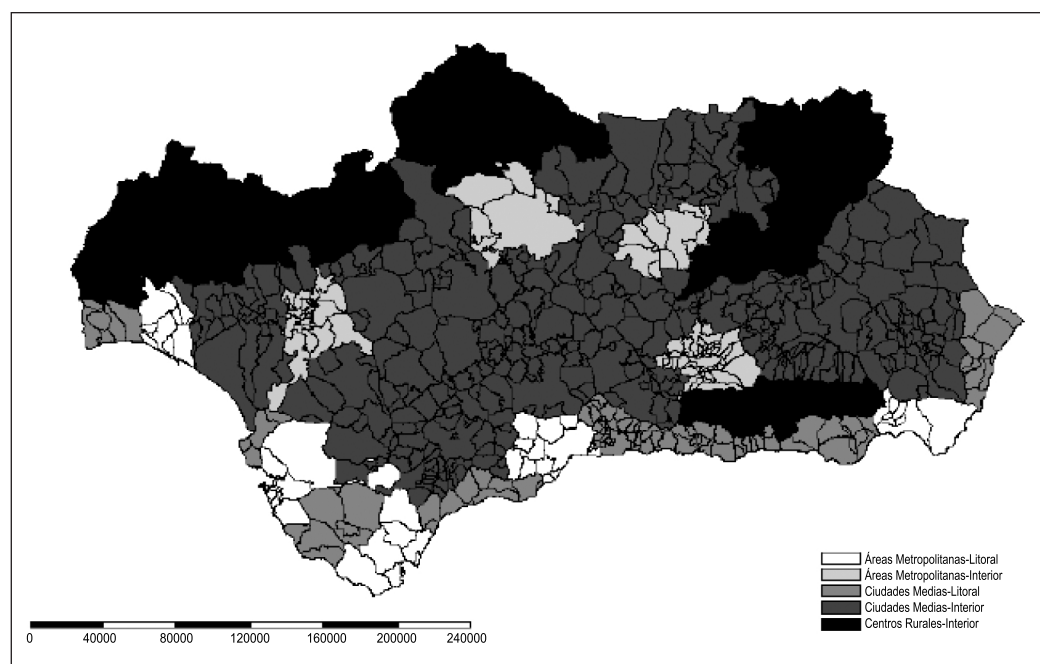 Áreas Metropolitanas-Litoral
Áreas Metropolitanas-Interior
Ciudades Medias-Litoral
Ciudades Medias-Interior
Centros Rurales-Interior
0 40000 80000 120000 160000 200000 240000